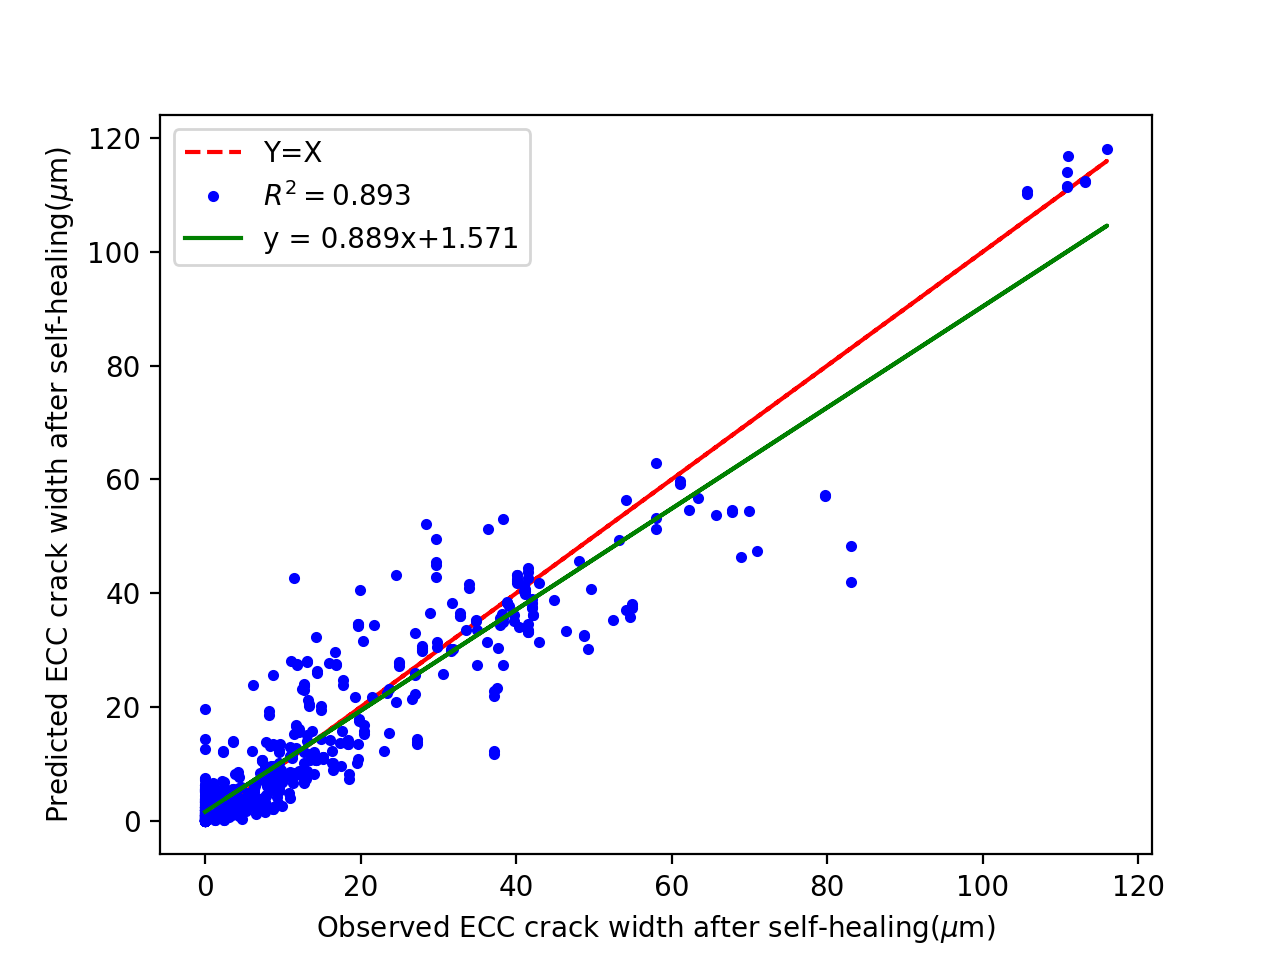 Y=X
R² = 0.893
y = 0.889x+1.571
Predicted ECC crack width after self-healing(μm)
120
100
80
60
40
20
0
0 20 40 60 80 100 120
Observed ECC crack width after self-healing(μm)